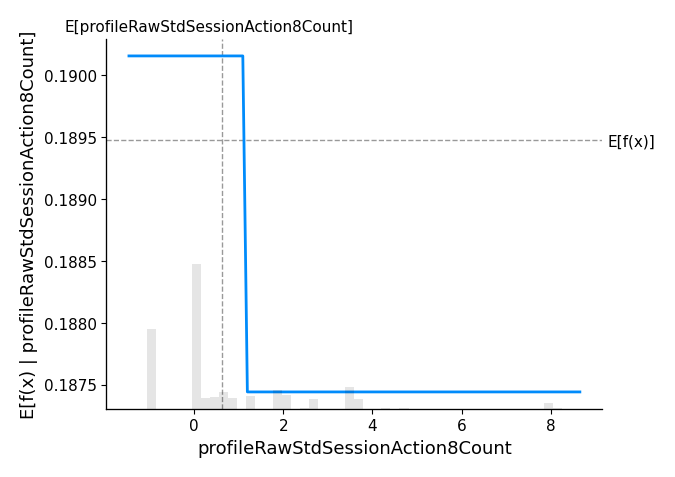 E[profileRawStdSessionAction8Count]
E[f(x) | profileRawStdSessionAction8Count]
0.1900
0.1895
0.1890
0.1885
0.1880
0.1875
E[f(x)]
0 2 4 6 8
profileRawStdSessionAction8Count